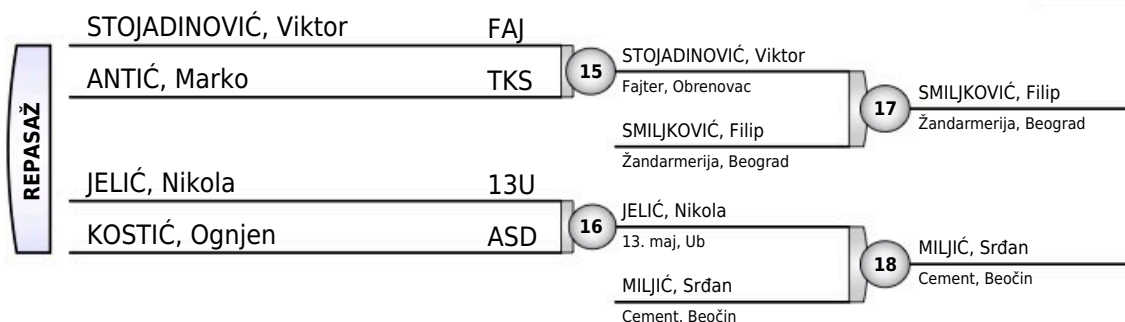 REPASAŽ
STOJADINOVIĆ, Viktor FAJ
ANTIĆ, Marko TKS
JELIĆ, Nikola 13U
KOSTIĆ, Ognjen ASD
15
STOJADINOVIĆ, Viktor
Fajter, Obrenovac
SMILJKOVIĆ, Filip
Žandarmerija, Beograd
16
JELIĆ, Nikola
13. maj, Ub
MILJIĆ, Srđan
Cement, Beočin
17
SMILJKOVIĆ, Filip
Žandarmerija, Beograd
18
MILJIĆ, Srđan
Cement, Beočin